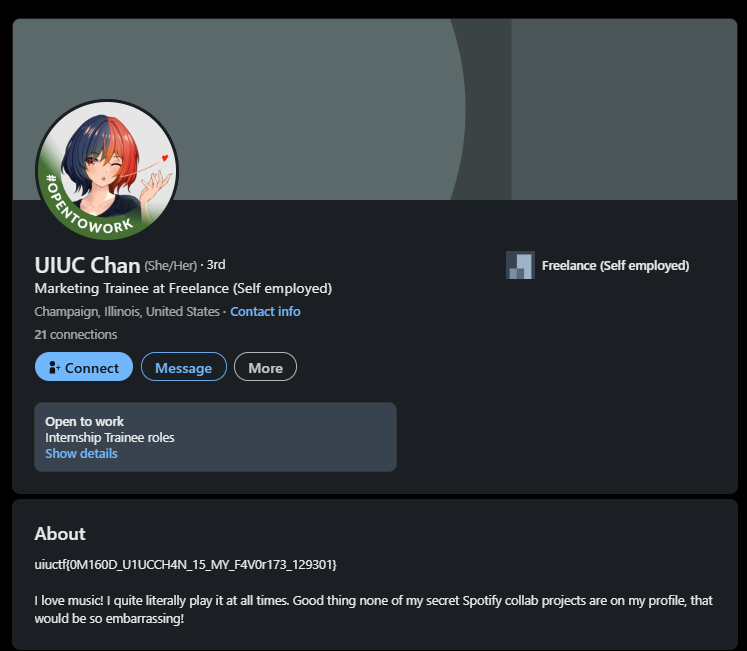 #OPENTOWORK
UIUC Chan (She/Her) · 3rd
Freelance (Self employed)
Marketing Trainee at Freelance (Self employed)
Champaign, Illinois, United States · Contact info
21 connections
Connect
Message
More
Open to work
Internship Trainee roles
Show details
About
uiuctf{0M160D_U1UCCH4N_15_MY_F4V0r173_129301}
I love music! I quite literally play it at all times. Good thing none of my secret Spotify collab projects are on my profile, that
would be so embarrassing!